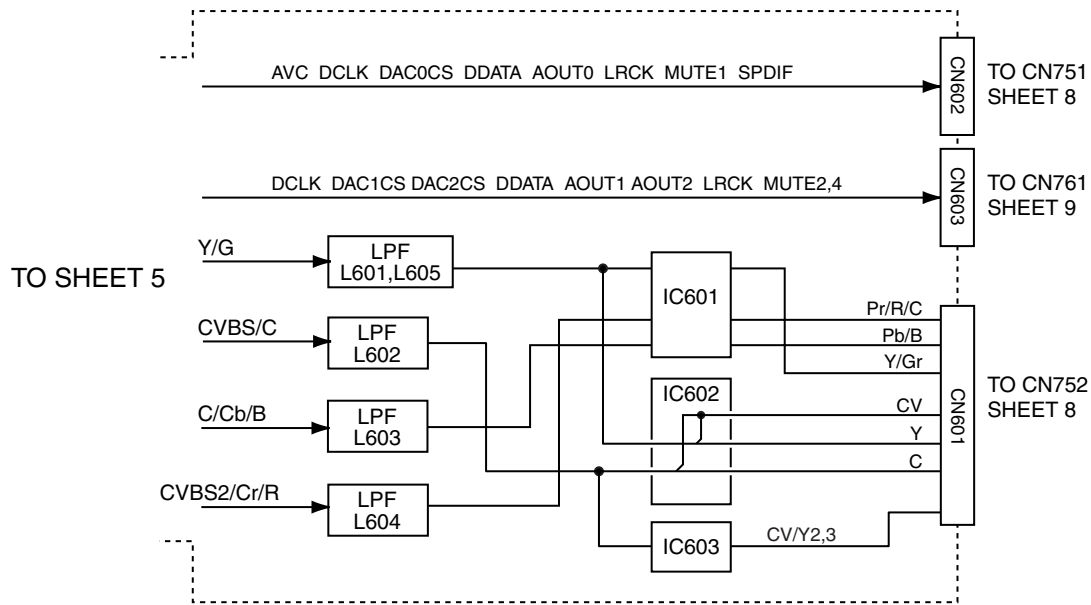 AVC DCLK DAC0CS DDATA AOUT0 LRCK MUTE1 SPDIF
CN602
TO CN751
SHEET 8
DCLK DAC1CS DAC2CS DDATA AOUT1 AOUT2 LRCK MUTE2,4
CN603
TO CN761
SHEET 9
TO SHEET 5
Y/G
LPF
L601,L605
IC601
CVBS/C
LPF
L602
Pr/R/C
Pb/B
Y/Gr
IC602
C/Cb/B
LPF
L603
CV
Y
C
CN601
TO CN752
SHEET 8
CVBS2/Cr/R
LPF
L604
IC603
CV/Y2,3